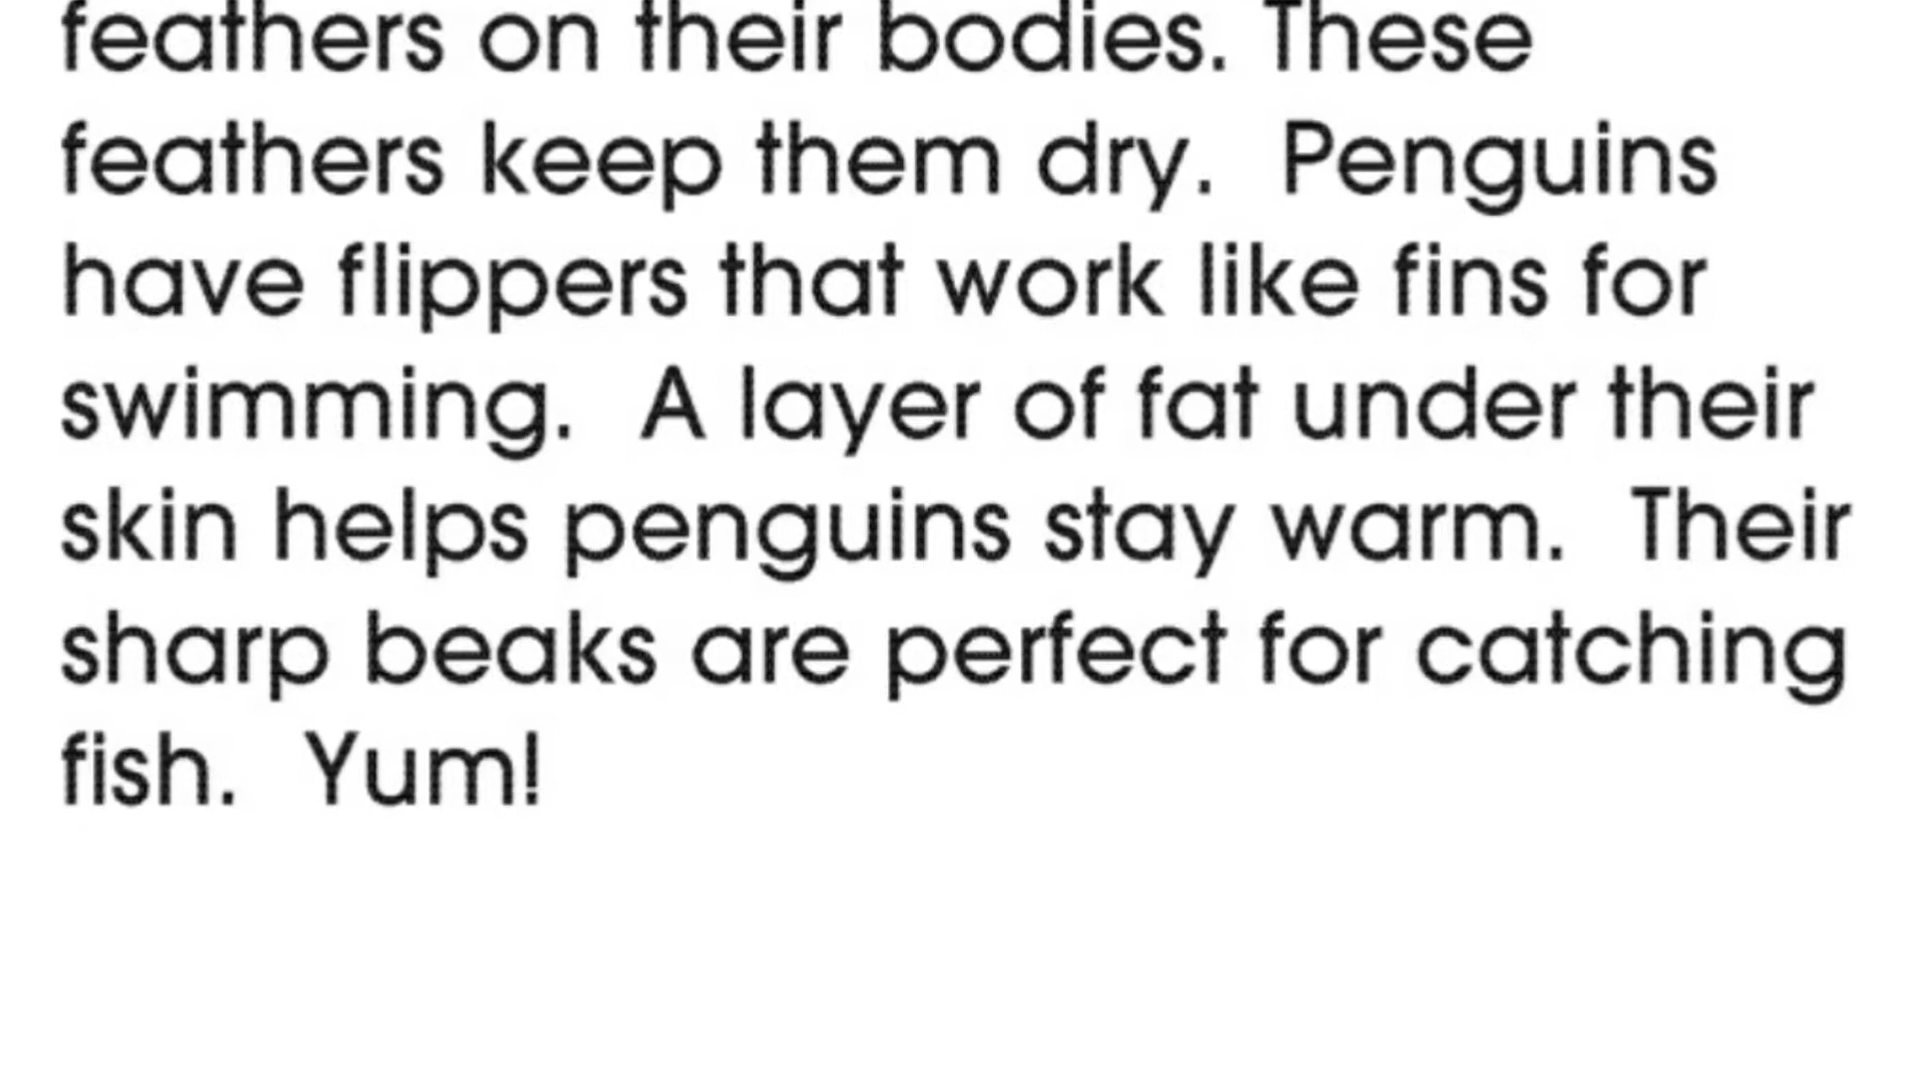 feathers on their bodies. These
feathers keep them dry.  Penguins
have flippers that work like fins for
swimming.  A layer of fat under their
skin helps penguins stay warm.  Their
sharp beaks are perfect for catching
fish.  Yum!